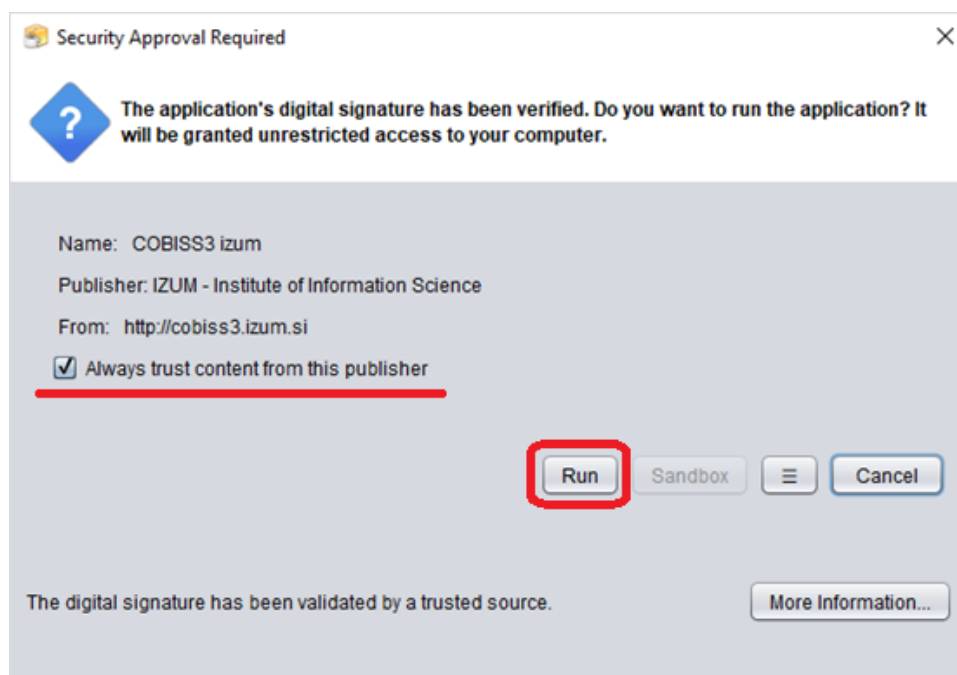 Security Approval Required
The application's digital signature has been verified. Do you want to run the application? It
will be granted unrestricted access to your computer.
Name: COBISS3 izum
Publisher: IZUM - Institute of Information Science
From: http://cobiss3.izum.si
Always trust content from this publisher
Run Sandbox Cancel
The digital signature has been validated by a trusted source. More Information...